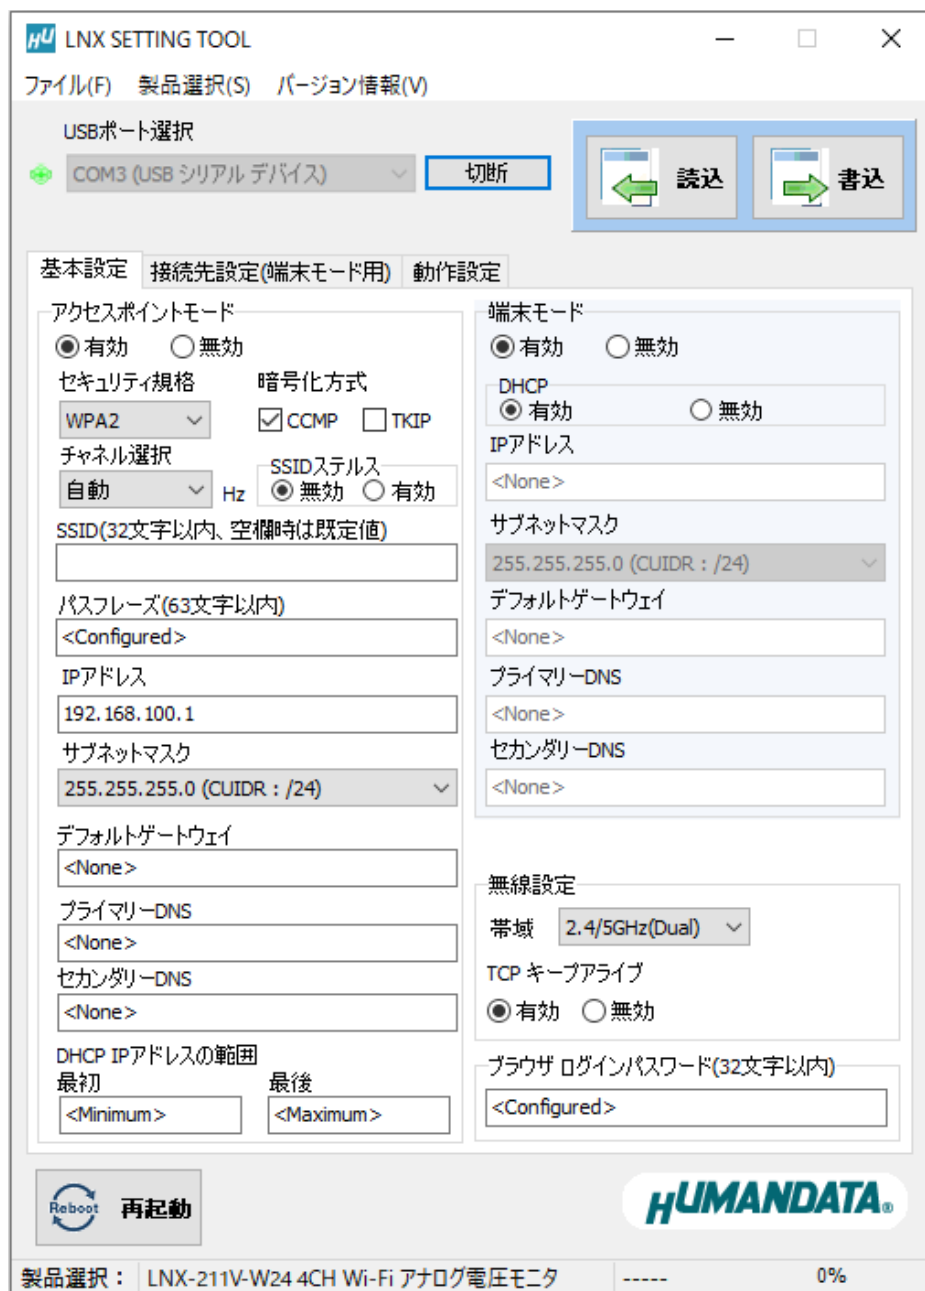 HU LNX SETTING TOOL
ファイル(F) 製品選択(S) バージョン情報(V)
USBポート選択
COM3 (USB シリアル デバイス) 切断
読込 書込
基本設定 接続先設定(端末モード用) 動作設定
アクセスポイントモード
有効 無効
セキュリティ規格 暗号化方式
WPA2 CCMP TKIP
チャネル選択 SSIDステルス
自動 Hz 無効 有効
SSID(32文字以内、空欄時は既定値)
パスフレーズ(63文字以内)
<Configured>
IPアドレス
192.168.100.1
サブネットマスク
255.255.255.0 (CUIDR : /24)
デフォルトゲートウェイ
<None>
プライマリーDNS
<None>
セカンダリーDNS
<None>
DHCP IPアドレスの範囲
最初 最後
<Minimum> <Maximum>
端末モード
有効 無効
DHCP
有効 無効
IPアドレス
<None>
サブネットマスク
255.255.255.0 (CUIDR : /24)
デフォルトゲートウェイ
<None>
プライマリーDNS
<None>
セカンダリーDNS
<None>
無線設定
帯域 2.4/5GHz(Dual)
TCP キープアライブ
有効 無効
ブラウザ ログインパスワード(32文字以内)
<Configured>
Reboot 再起動
HUMANDATA®
製品選択： LNX-211V-W24 4CH Wi-Fi アナログ電圧モニタ ----- 0%